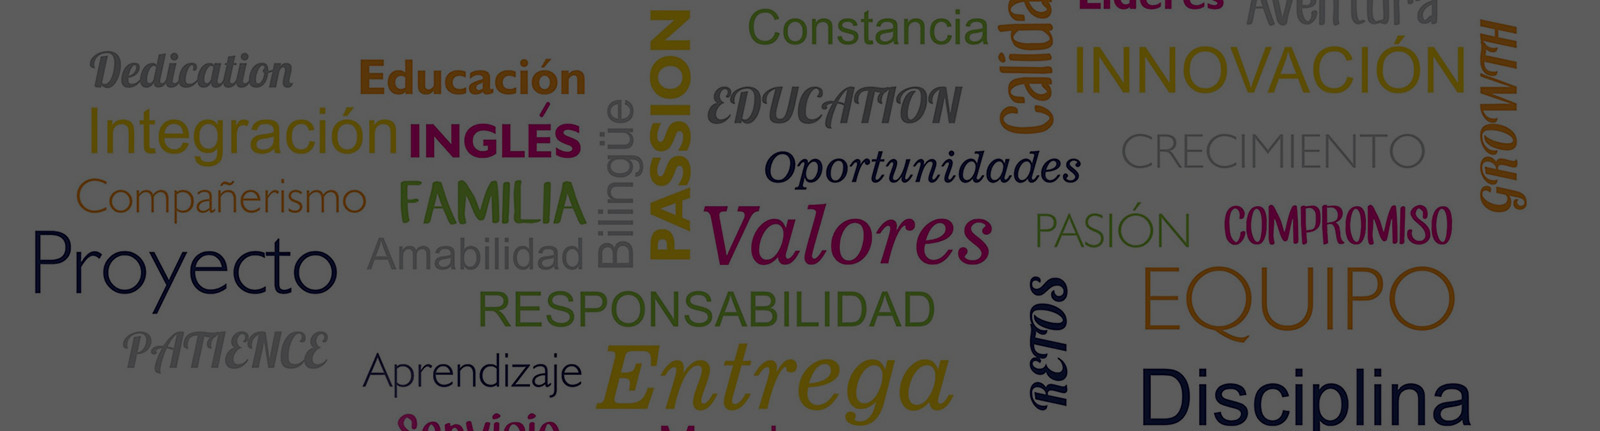 Líderes
Aventura
Constancia
Calidad
INNOVACIÓN
GROWTH
Dedication
Educación
PASSION
EDUCATION
Integración
INGLÉS
Bilingüe
Oportunidades
CRECIMIENTO
Compañerismo
FAMILIA
Valores
PASIÓN
COMPROMISO
Proyecto
Amabilidad
RESPONSABILIDAD
RETOS
EQUIPO
PATIENCE
Aprendizaje
Entrega
Disciplina
Servicio